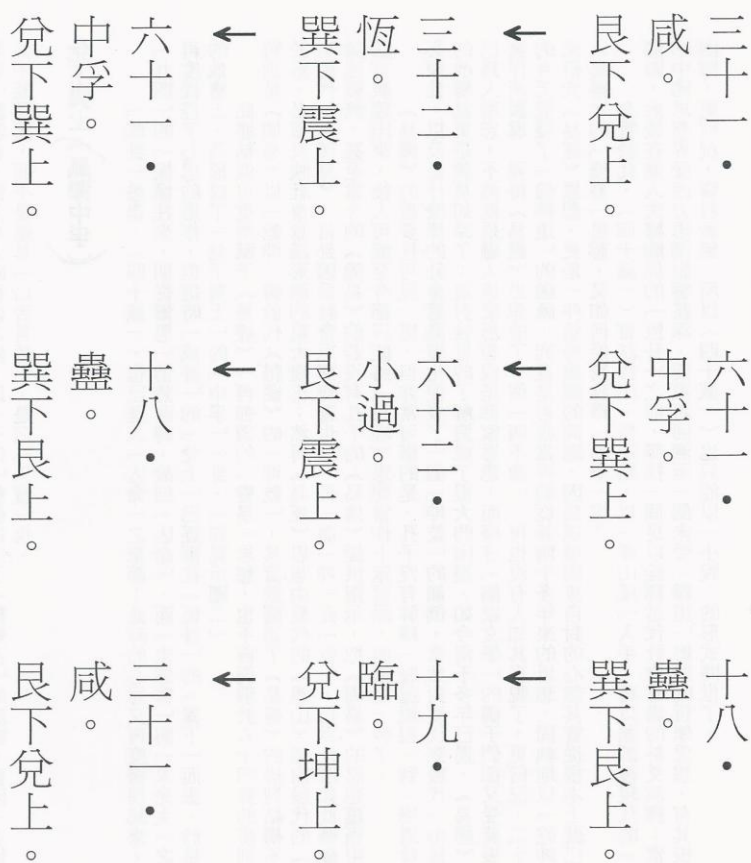 三十一・
咸。
艮下兌上。
←
三十二・
恆。
巽下震上。
←
六十一・
中孚。
兌下巽上。
六十一・
中孚。
兌下巽上。
←
六十二・
小過。
艮下震上。
←
十八・
蠱。
巽下艮上。
十八・
蠱。
巽下艮上。
←
十九・
臨。
兌下坤上。
←
三十一・
咸。
艮下兌上。